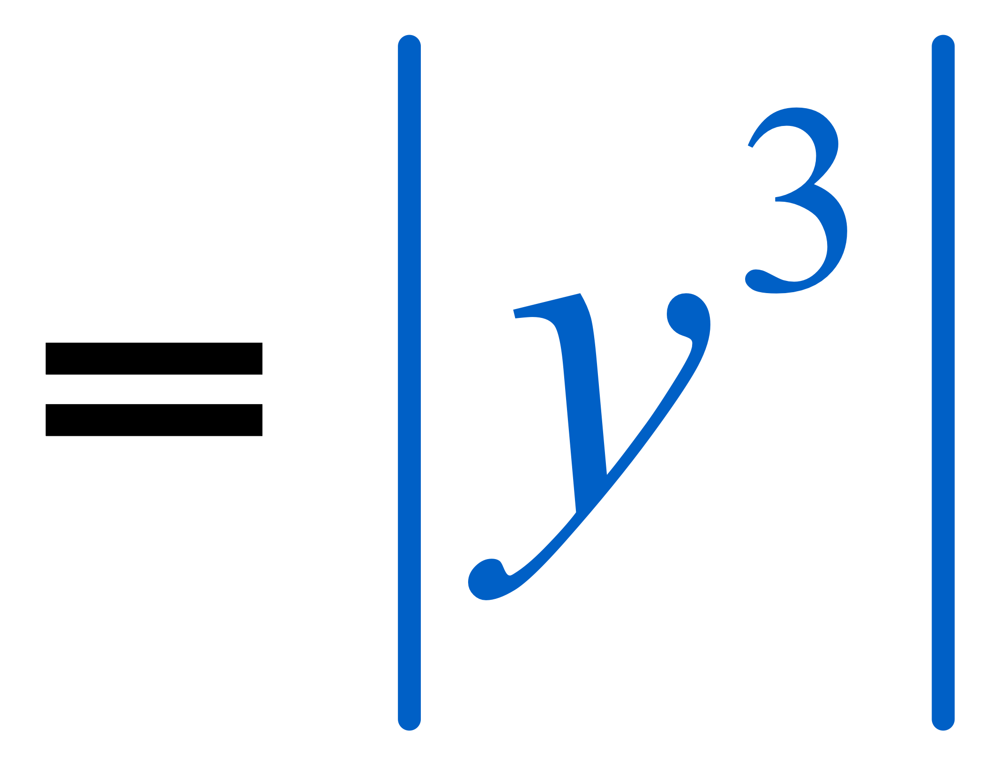 = |y³|